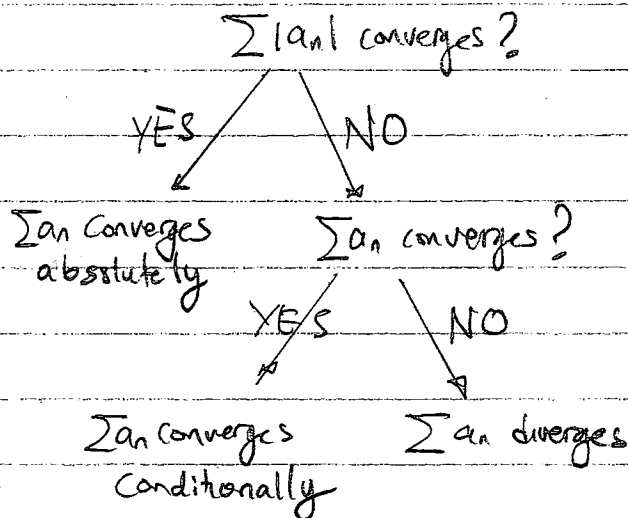 ∑|aₙ| converges?
YES NO
∑aₙ converges absolutely
∑aₙ converges?
YES NO
∑aₙ converges conditionally
∑aₙ diverges